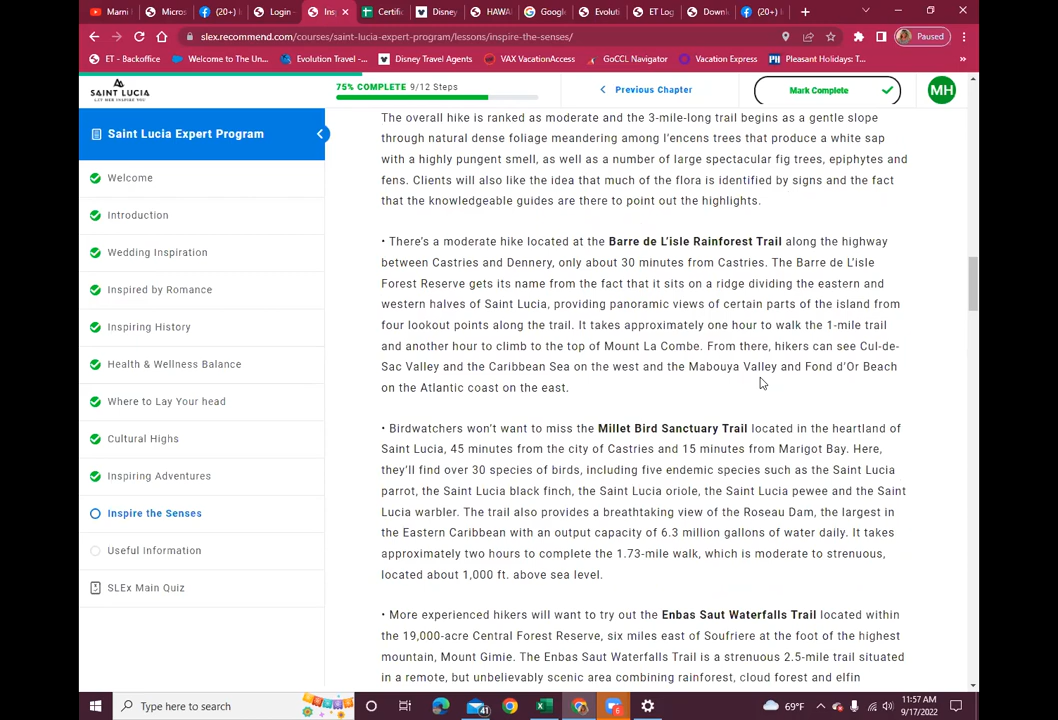 Marni
Micros
(20+)
Login -
Ins
Certific
Disney
HAWAI
Google
Evoluti
ET Log
Downl
(20+)
slex.recommend.com/courses/saint-lucia-expert-program/lessons/inspire-the-senses/
Paused
ET - Backoffice
Welcome to The Un...
Evolution Travel -...
Disney Travel Agents
VAX VacationAccess
GoCCL Navigator
Vacation Express
Pleasant Holidays: T...
SAINT LUCIA
LET HER INSPIRE YOU
75% COMPLETE 9/12 Steps
Previous Chapter
Mark Complete
MH
Saint Lucia Expert Program
Welcome
Introduction
Wedding Inspiration
Inspired by Romance
Inspiring History
Health & Wellness Balance
Where to Lay Your head
Cultural Highs
Inspiring Adventures
Inspire the Senses
Useful Information
SLEx Main Quiz
The overall hike is ranked as moderate and the 3-mile-long trail begins as a gentle slope
through natural dense foliage meandering among l'encens trees that produce a white sap
with a highly pungent smell, as well as a number of large spectacular fig trees, epiphytes and
fens. Clients will also like the idea that much of the flora is identified by signs and the fact
that the knowledgeable guides are there to point out the highlights.
• There's a moderate hike located at the Barre de L'isle Rainforest Trail along the highway
between Castries and Dennery, only about 30 minutes from Castries. The Barre de L'isle
Forest Reserve gets its name from the fact that it sits on a ridge dividing the eastern and
western halves of Saint Lucia, providing panoramic views of certain parts of the island from
four lookout points along the trail. It takes approximately one hour to walk the 1-mile trail
and another hour to climb to the top of Mount La Combe. From there, hikers can see Cul-de-
Sac Valley and the Caribbean Sea on the west and the Mabouya Valley and Fond d'Or Beach
on the Atlantic coast on the east.
• Birdwatchers won't want to miss the Millet Bird Sanctuary Trail located in the heartland of
Saint Lucia, 45 minutes from the city of Castries and 15 minutes from Marigot Bay. Here,
they'll find over 30 species of birds, including five endemic species such as the Saint Lucia
parrot, the Saint Lucia black finch, the Saint Lucia oriole, the Saint Lucia pewee and the Saint
Lucia warbler. The trail also provides a breathtaking view of the Roseau Dam, the largest in
the Eastern Caribbean with an output capacity of 6.3 million gallons of water daily. It takes
approximately two hours to complete the 1.73-mile walk, which is moderate to strenuous,
located about 1,000 ft. above sea level.
• More experienced hikers will want to try out the Enbas Saut Waterfalls Trail located within
the 19,000-acre Central Forest Reserve, six miles east of Soufriere at the foot of the highest
mountain, Mount Gimie. The Enbas Saut Waterfalls Trail is a strenuous 2.5-mile trail situated
in a remote, but unbelievably scenic area combining rainforest, cloud forest and elfin
Type here to search
41
6
69°F
11:57 AM
9/17/2022